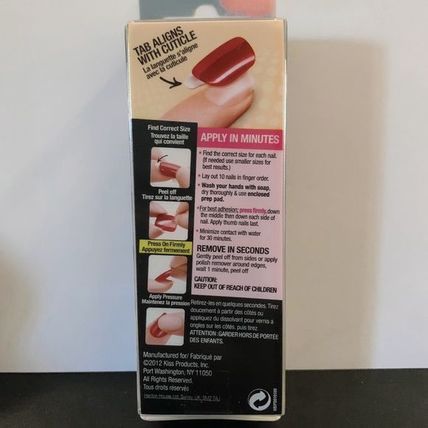 TAB ALIGNS
WITH CUTICLE
La languette s'aligne
avec la cuticule
Find Correct Size
Trouvez la taille
qui convient
Peel off
Tirez sur la languette
Press On Firmly
Appuyez fermement
Apply Pressure
Maintenez la pression
APPLY IN MINUTES
• Find the correct size for each nail.
(If needed use smaller sizes for
best results.)
• Lay out 10 nails in finger order.
• Wash your hands with soap,
dry thoroughly & use enclosed
prep pad.
• For best adhesion; press firmly, down
the middle then down each side of
nail. Apply thumb nails last.
• Minimize contact with water
for 30 minutes.
REMOVE IN SECONDS
Gently peel off from sides or apply
polish remover around edges,
wait 1 minute, peel off
CAUTION:
KEEP OUT OF REACH OF CHILDREN
Retirez-les en quelques secondes. Tirez
doucement à partir des côtés ou
appliquez du dissolvant pour vernis à
ongles sur les côtés, puis tirez
ATTENTION : GARDER HORS DE PORTÉE
DES ENFANTS.
Manufactured for/ Fabriqué par
©2012 Kiss Products, Inc.
Port Washington, NY 11050
All Rights Reserved.
Tous Droits Réservés.